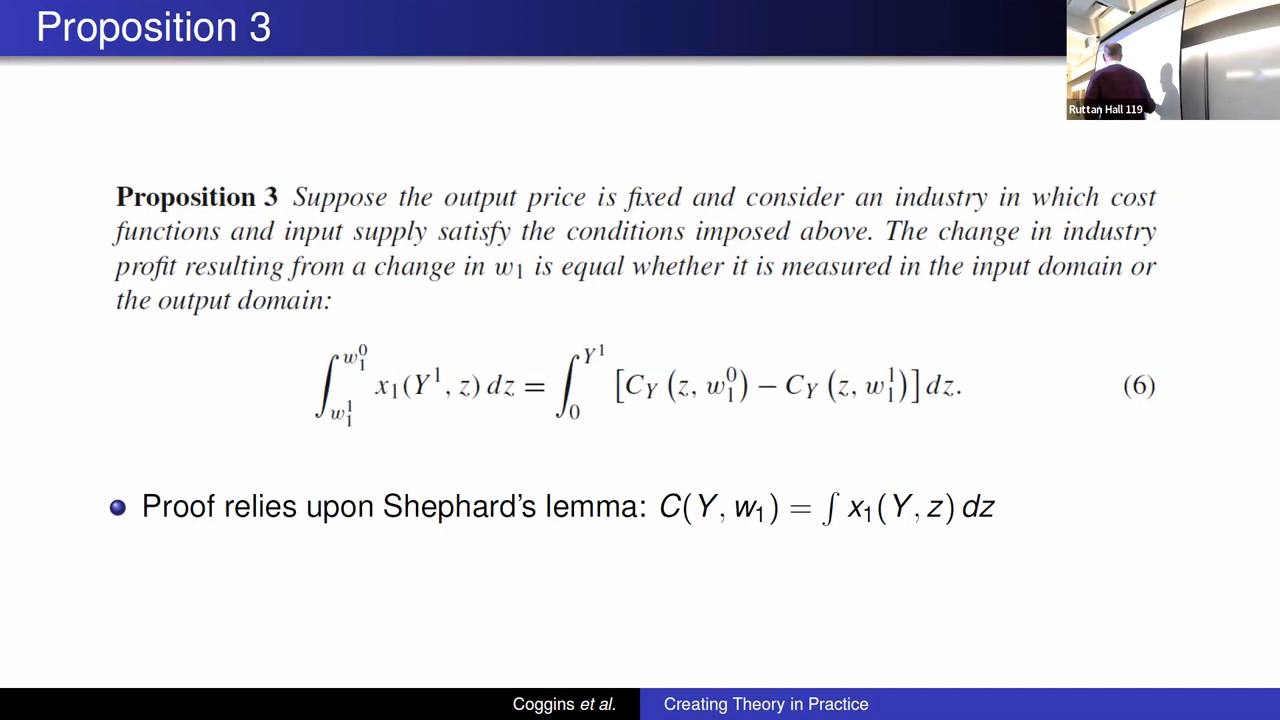 Proposition 3
Ruttan Hall 119
Proposition 3 Suppose the output price is fixed and consider an industry in which cost
functions and input supply satisfy the conditions imposed above. The change in industry
profit resulting from a change in w₁ is equal whether it is measured in the input domain or
the output domain:
∫_{w₁¹}^{w₁⁰} x₁(Y¹, z) dz = ∫₀^{Y¹} [C_Y (z, w₁⁰) − C_Y (z, w₁¹)] dz. (6)
Proof relies upon Shephard's lemma: C(Y, w₁) = ∫ x₁(Y, z) dz
Coggins et al. Creating Theory in Practice